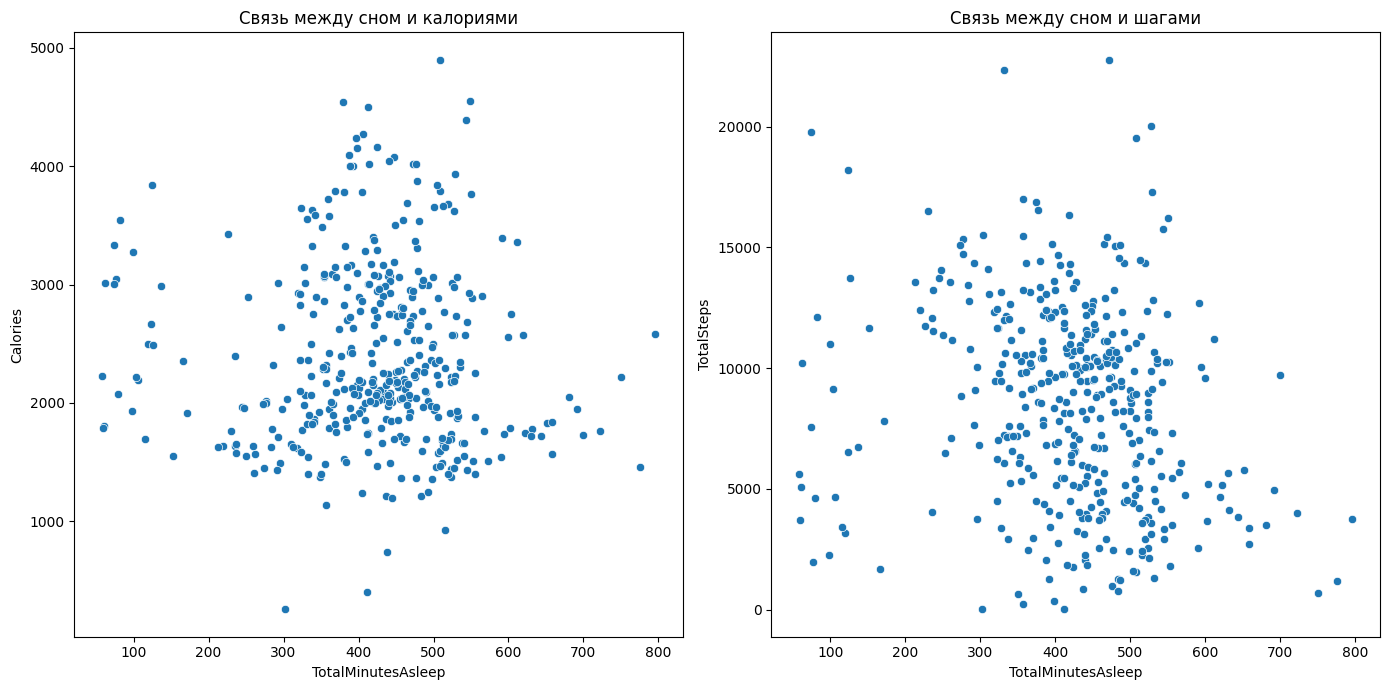 Связь между сном и калориями
5000
4000
3000
2000
1000
Calories
100 200 300 400 500 600 700 800
TotalMinutesAsleep
Связь между сном и шагами
20000
15000
10000
5000
0
TotalSteps
100 200 300 400 500 600 700 800
TotalMinutesAsleep